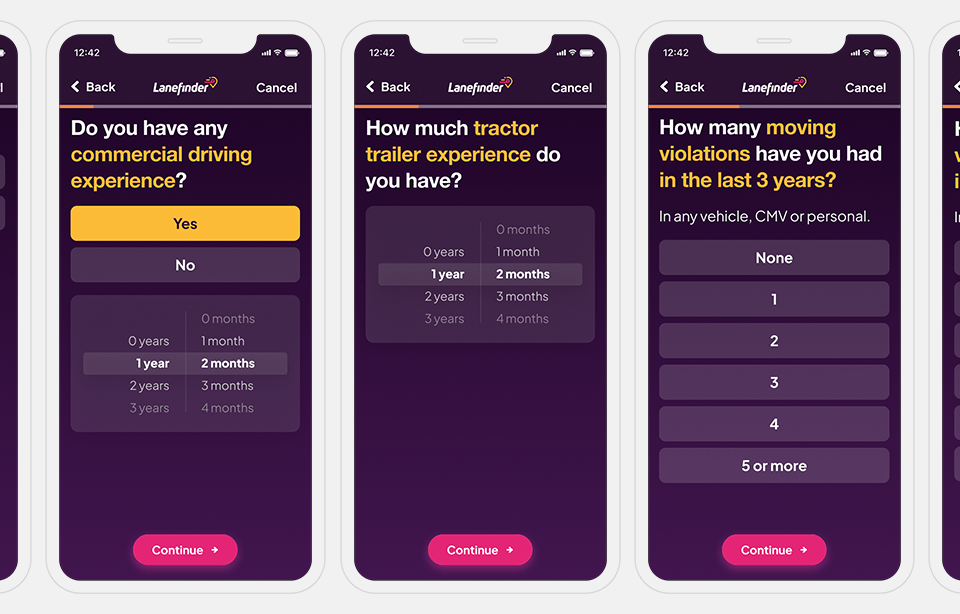 12:42
Back
Lanefinder
Cancel
Do you have any
commercial driving
experience?
Yes
No
0 months
0 years 1 month
1 year 2 months
2 years 3 months
3 years 4 months
Continue
12:42
Back
Lanefinder
Cancel
How much tractor
trailer experience do
you have?
0 months
0 years 1 month
1 year 2 months
2 years 3 months
3 years 4 months
Continue
12:42
Back
Lanefinder
Cancel
How many moving
violations have you had
in the last 3 years?
In any vehicle, CMV or personal.
None
1
2
3
4
5 or more
Continue